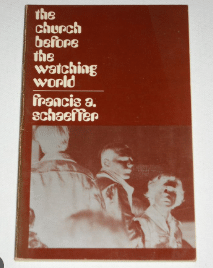 the
church
before
the
watching
world
francis a.
schaeffer